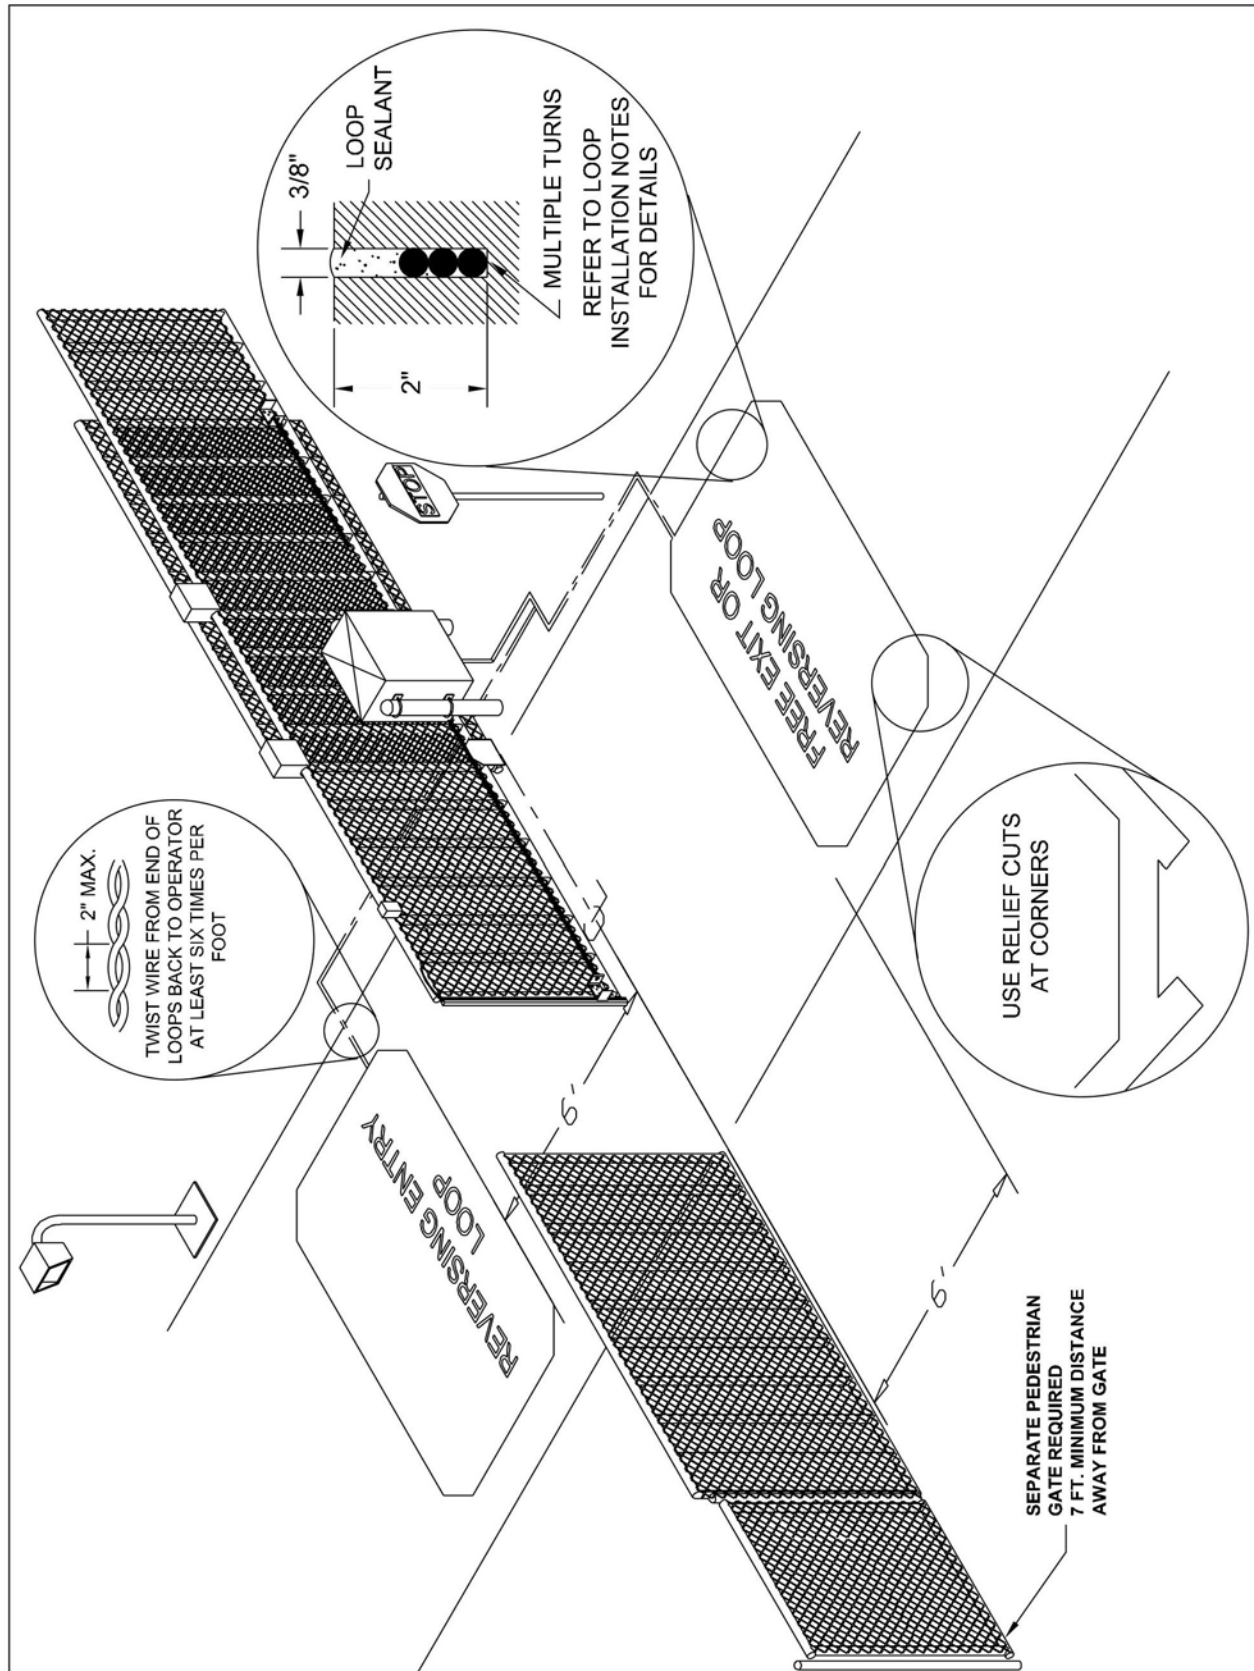 2" MAX.
TWIST WIRE FROM END OF
LOOPS BACK TO OPERATOR
AT LEAST SIX TIMES PER
FOOT
3/8"
LOOP
SEALANT
2"
MULTIPLE TURNS
REFER TO LOOP
INSTALLATION NOTES
FOR DETAILS
STOP
FREE EXIT OR
REVERSING LOOP
REVERSING ENTRY
LOOP
6'
6'
USE RELIEF CUTS
AT CORNERS
SEPARATE PEDESTRIAN
GATE REQUIRED
7 FT. MINIMUM DISTANCE
AWAY FROM GATE